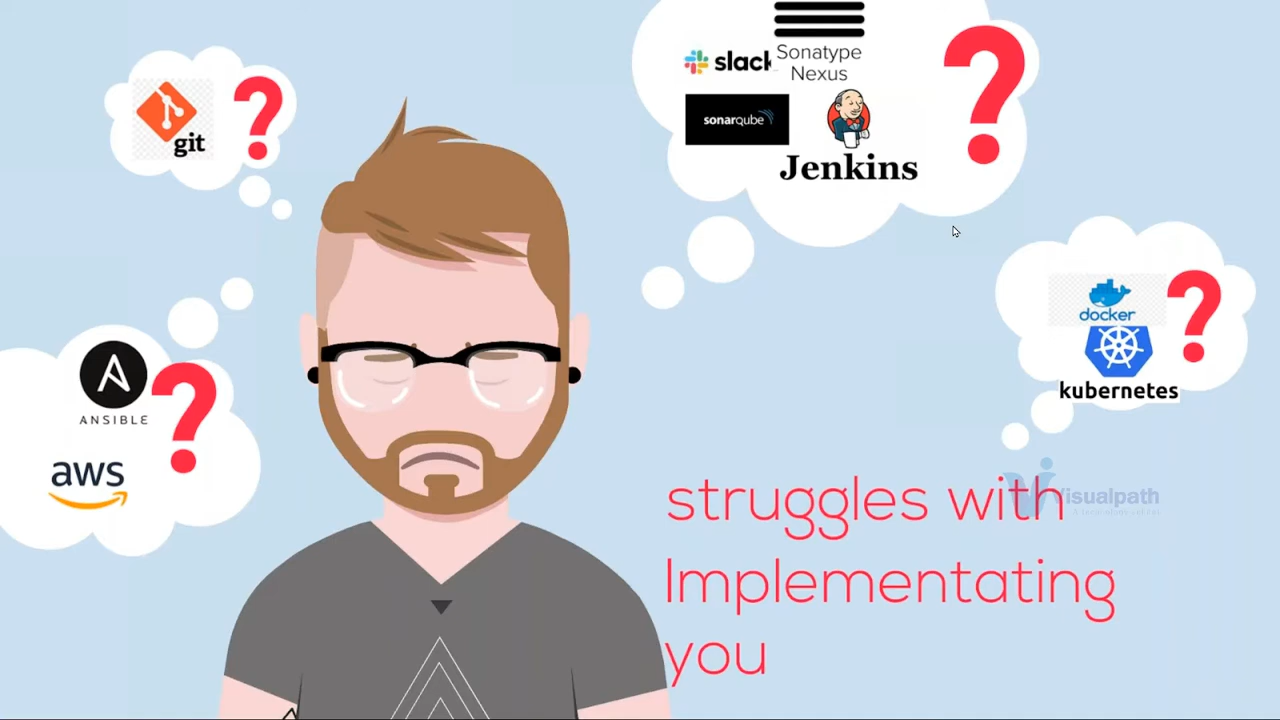 git
slack
Sonatype
Nexus
sonarqube
Jenkins
docker
kubernetes
ANSIBLE
aws
struggles with
Visualpath
Implementating
you